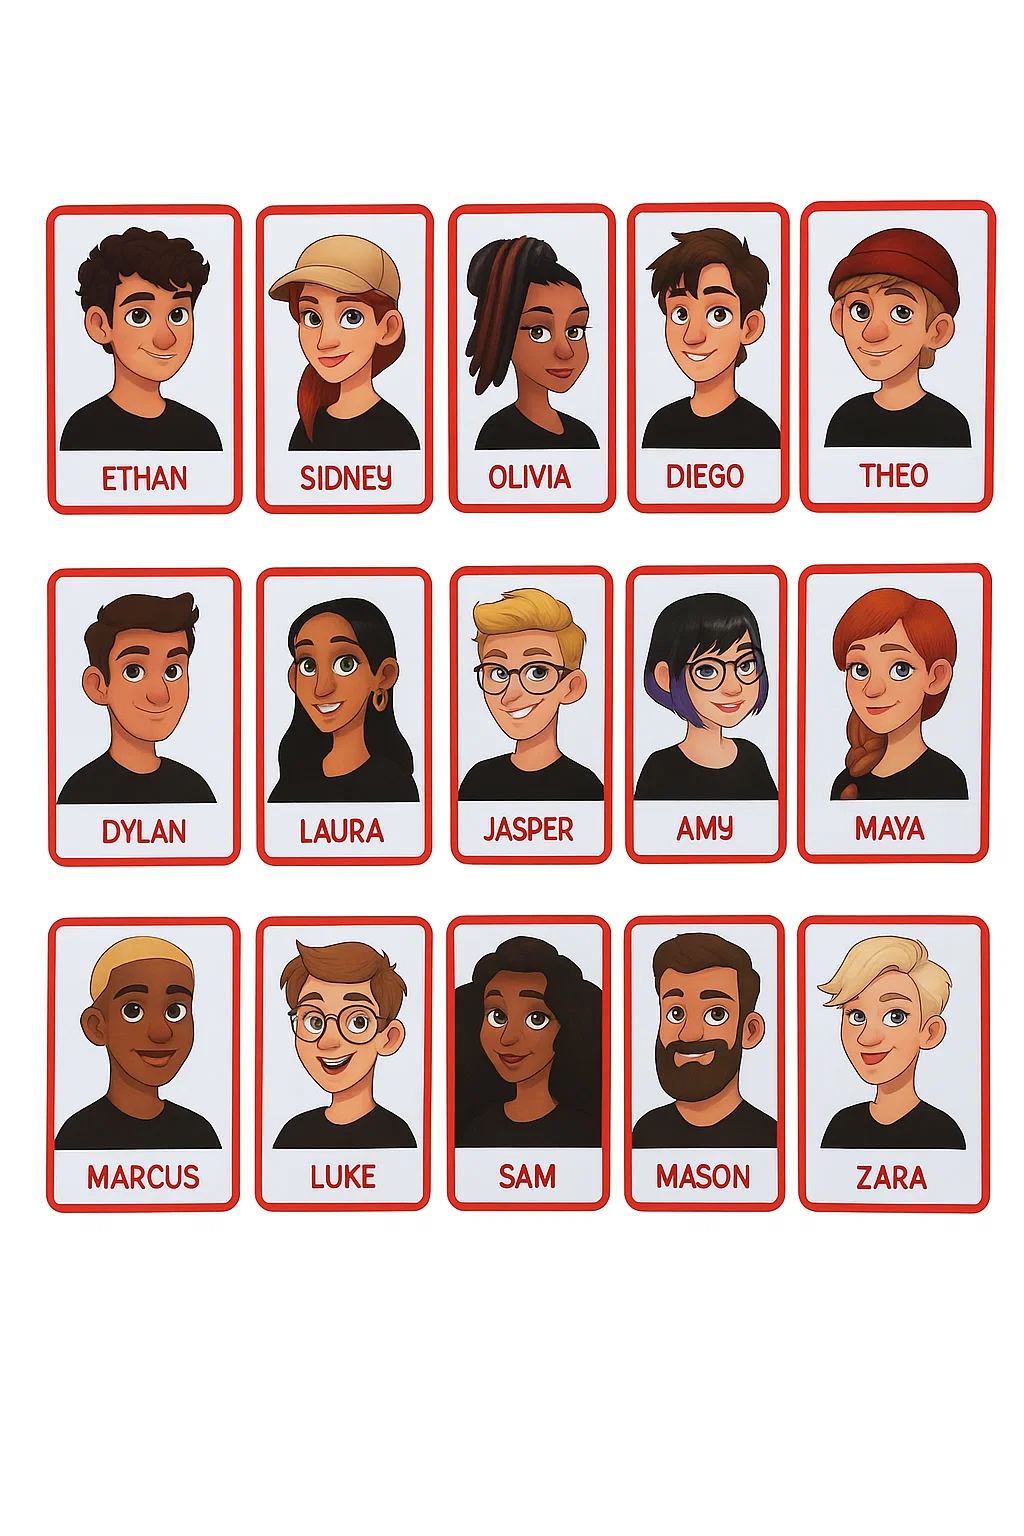 ETHAN
SIDNEY
OLIVIA
DIEGO
THEO
DYLAN
LAURA
JASPER
AMY
MAYA
MARCUS
LUKE
SAM
MASON
ZARA